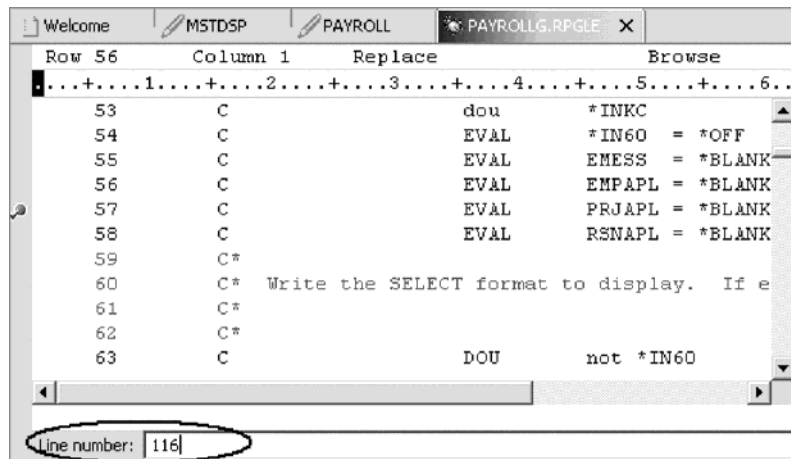 Welcome MSTDSP PAYROLL PAYROLLG.RPGLE
Row 56 Column 1 Replace Browse
....+....1....+....2....+....3....+....4....+....5....+....6..
53 C dou *INKC
54 C EVAL *IN60 = *OFF
55 C EVAL EMESS = *BLANK
56 C EVAL EMPAPL = *BLANK
57 C EVAL PRJAPL = *BLANK
58 C EVAL RSNAPL = *BLANK
59 C*
60 C* Write the SELECT format to display. If e
61 C*
62 C*
63 C DOU not *IN60
Line number: 116